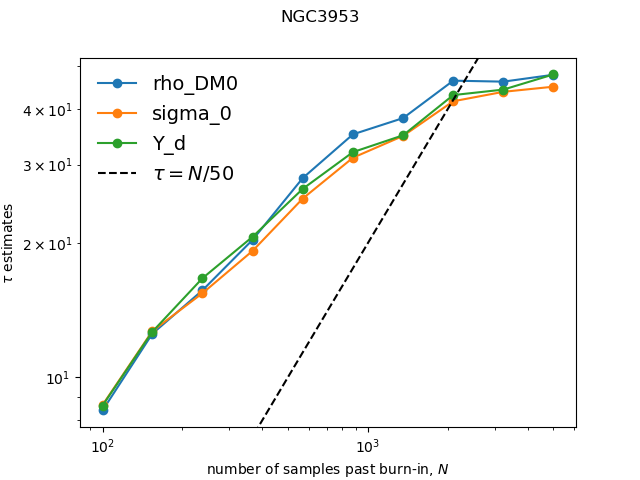 NGC3953
rho_DM0
sigma_0
Y_d
τ = N/50
4 × 10¹
3 × 10¹
2 × 10¹
10¹
τ estimates
10² 10³
number of samples past burn-in, N